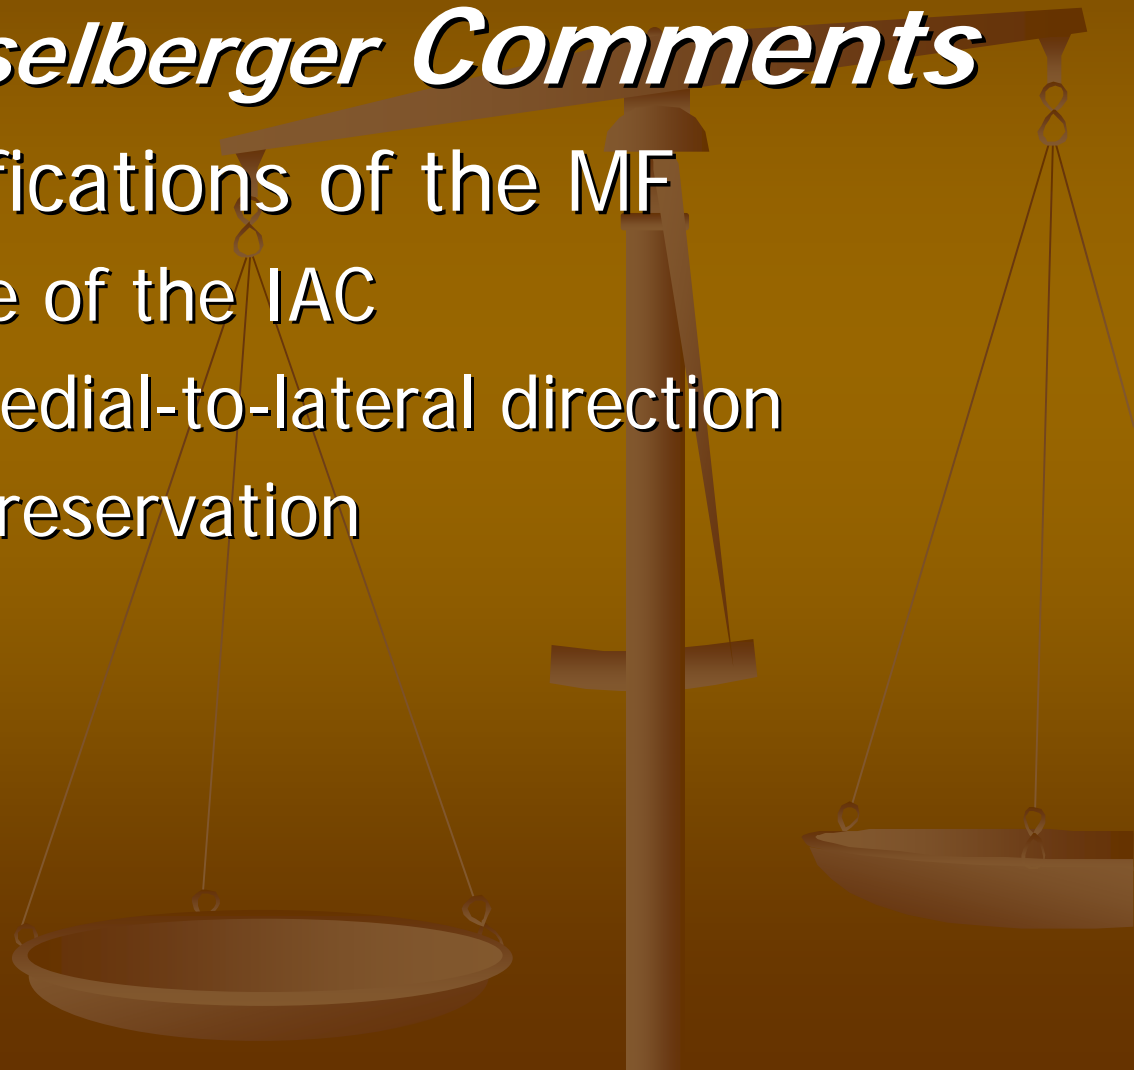 selberger Comments
fications of the MF
e of the IAC
edial-to-lateral direction
reservation